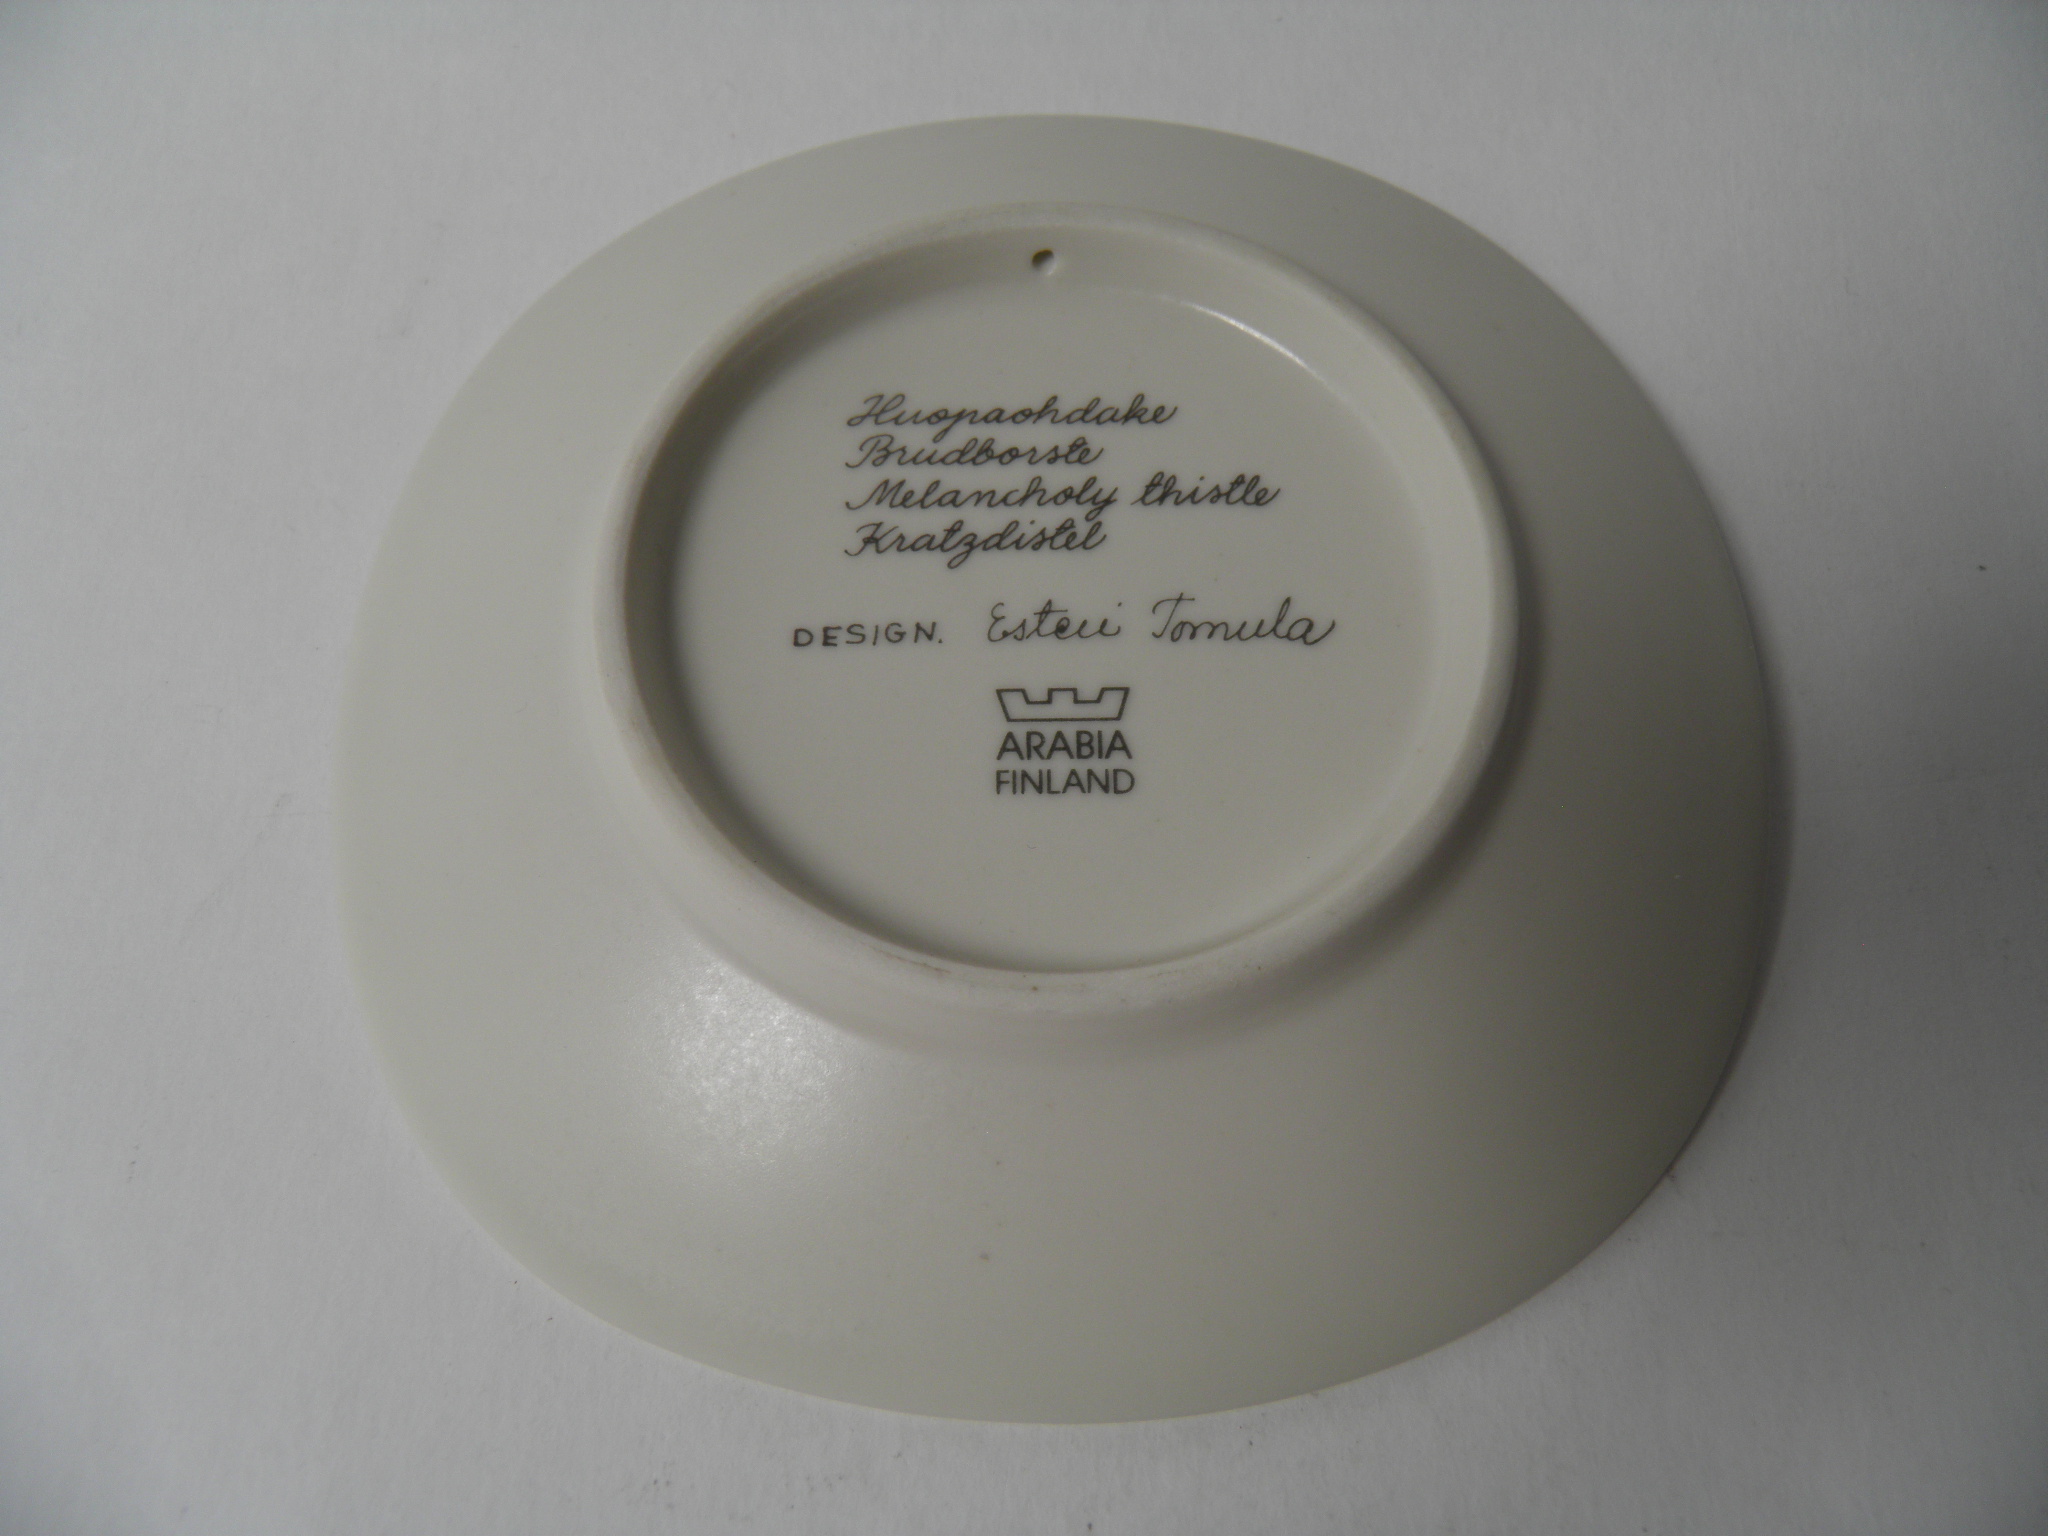 Huopaohdake
Brudborste
Melancholy thistle
Kratzdistel
DESIGN. Esteri Tomula
ARABIA
FINLAND